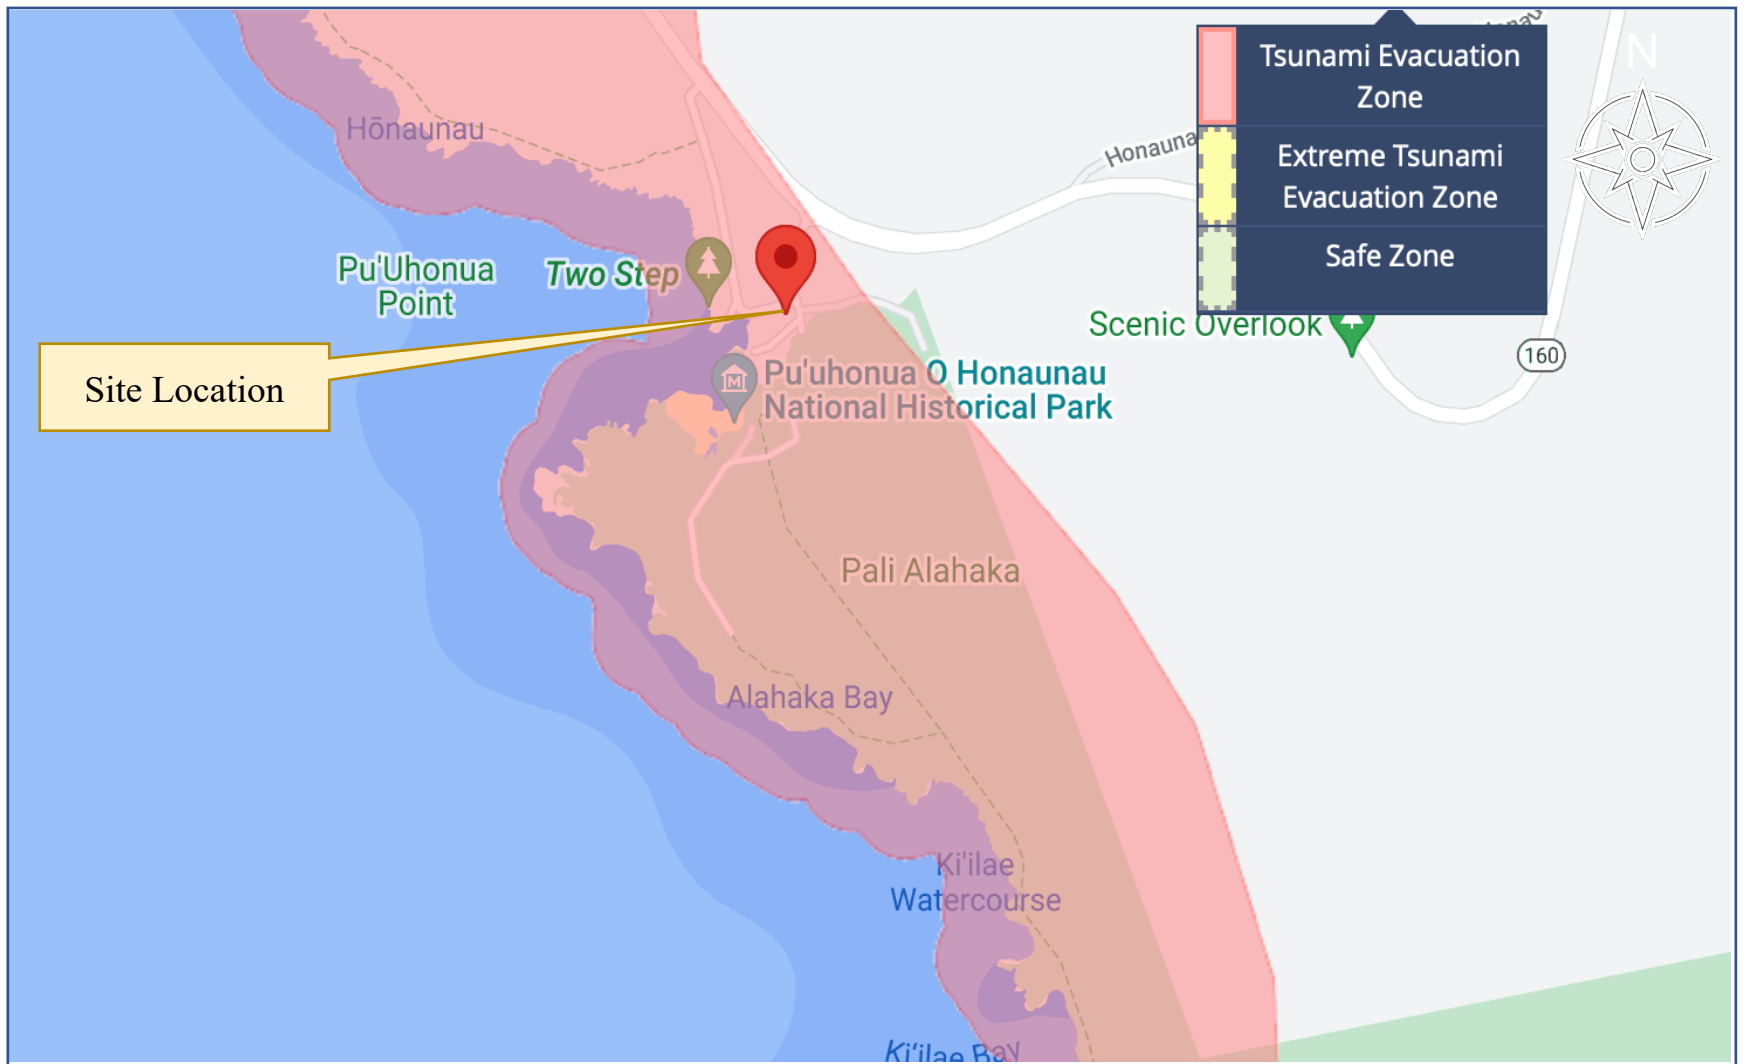 Tsunami Evacuation
Zone
Extreme Tsunami
Evacuation Zone
Safe Zone
N
Hōnaunau
Honauna
Pu'Uhonua
Point
Two Step
Scenic Overlook
160
Site Location
Pu'uhonua O Honaunau
National Historical Park
Pali Alahaka
Alahaka Bay
Ki'ilae
Watercourse
Ki'ilae Bay